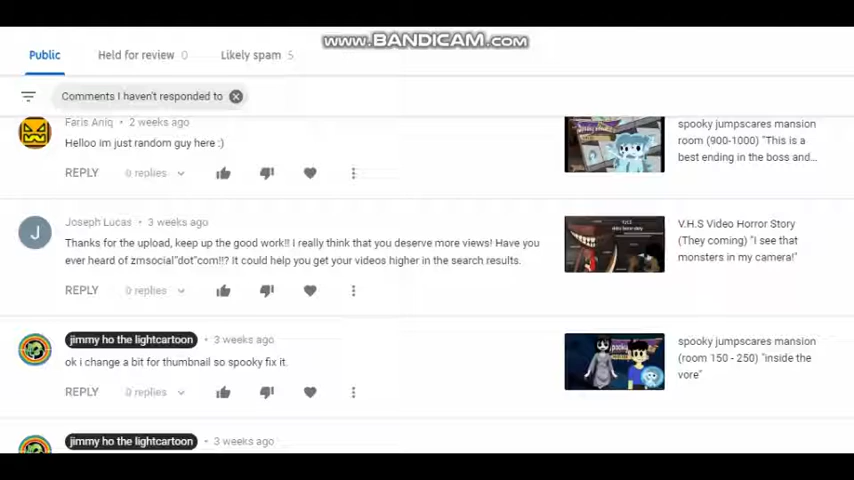 www.BANDICAM.com
Public
Held for review 0
Likely spam 5
Comments I haven't responded to
Faris Aniq • 2 weeks ago
Helloo im just random guy here :)
REPLY
0 replies
spooky jumpscares mansion
room (900-1000) "This is a
best ending in the boss and...
Joseph Lucas • 3 weeks ago
Thanks for the upload, keep up the good work!! I really think that you deserve more views! Have you
ever heard of zmsocial"dot"com!!? It could help you get your videos higher in the search results.
REPLY
0 replies
V.H.S Video Horror Story
(They coming) "I see that
monsters in my camera!"
jimmy ho the lightcartoon • 3 weeks ago
ok i change a bit for thumbnail so spooky fix it.
REPLY
0 replies
spooky jumpscares mansion
(room 150 - 250) "inside the
vore"
jimmy ho the lightcartoon • 3 weeks ago